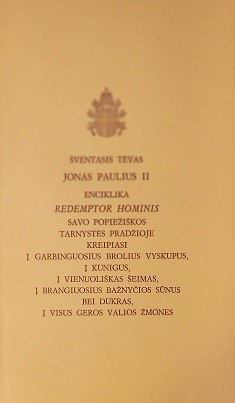 ŠVENTASIS TĖVAS
JONAS PAULIUS II
ENCIKLIKA
REDEMPTOR HOMINIS
SAVO POPIEŽIŠKOS
TARNYSTĖS PRADŽIOJE
KREIPIASI
Į GARBINGUOSIUS BROLIUS VYSKUPUS,
Į KUNIGUS,
Į VIENUOLIŠKAS ŠEIMAS,
Į BRANGIUOSIUS BAŽNYČIOS SŪNUS
BEI DUKRAS,
Į VISUS GEROS VALIOS ŽMONES